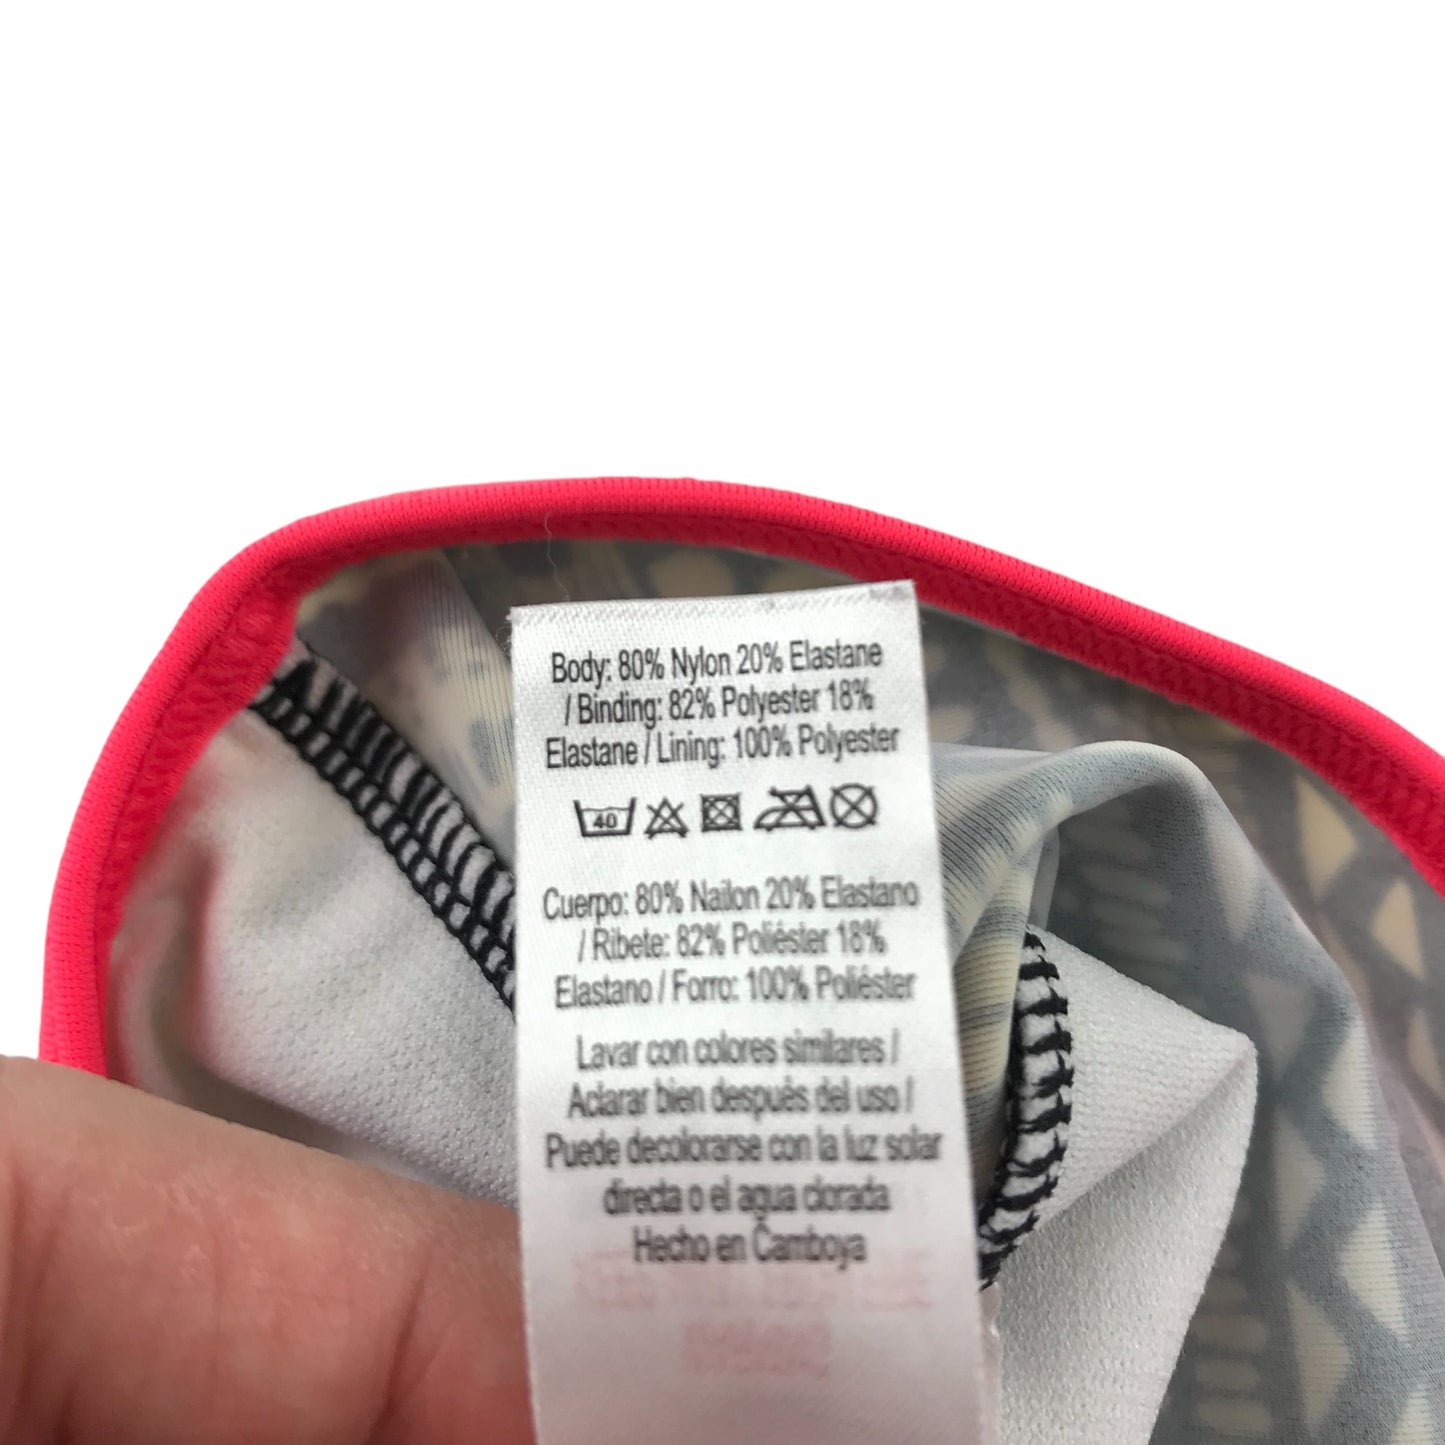 Body: 80% Nylon 20% Elastane
/ Binding: 82% Polyester 18%
Elastane / Lining: 100% Polyester
40
Cuerpo: 80% Nailon 20% Elastano
/ Ribete: 82% Poliéster 18%
Elastano / Forro: 100% Poliéster
Lavar con colores similares /
Aclarar bien después del uso /
Puede decolorarse con la luz solar
directa o el agua clorada
Hecho en Camboya